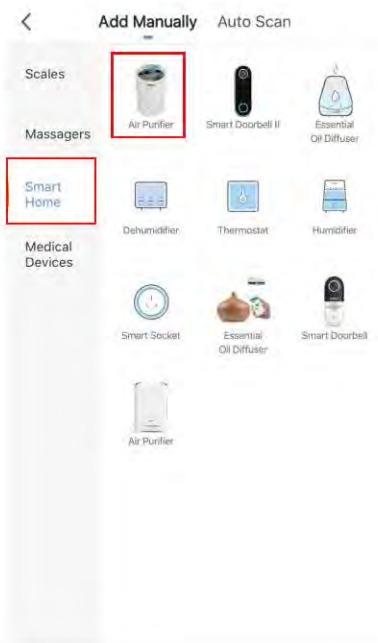 Add Manually Auto Scan
Scales
Massagers
Smart
Home
Medical
Devices
Air Purifier
Smart Doorbell II
Essential
Oil Diffuser
Dehumidifier
Thermostat
Humidifier
Smart Socket
Essential
Oil Diffuser
Smart Doorbell
Air Purifier